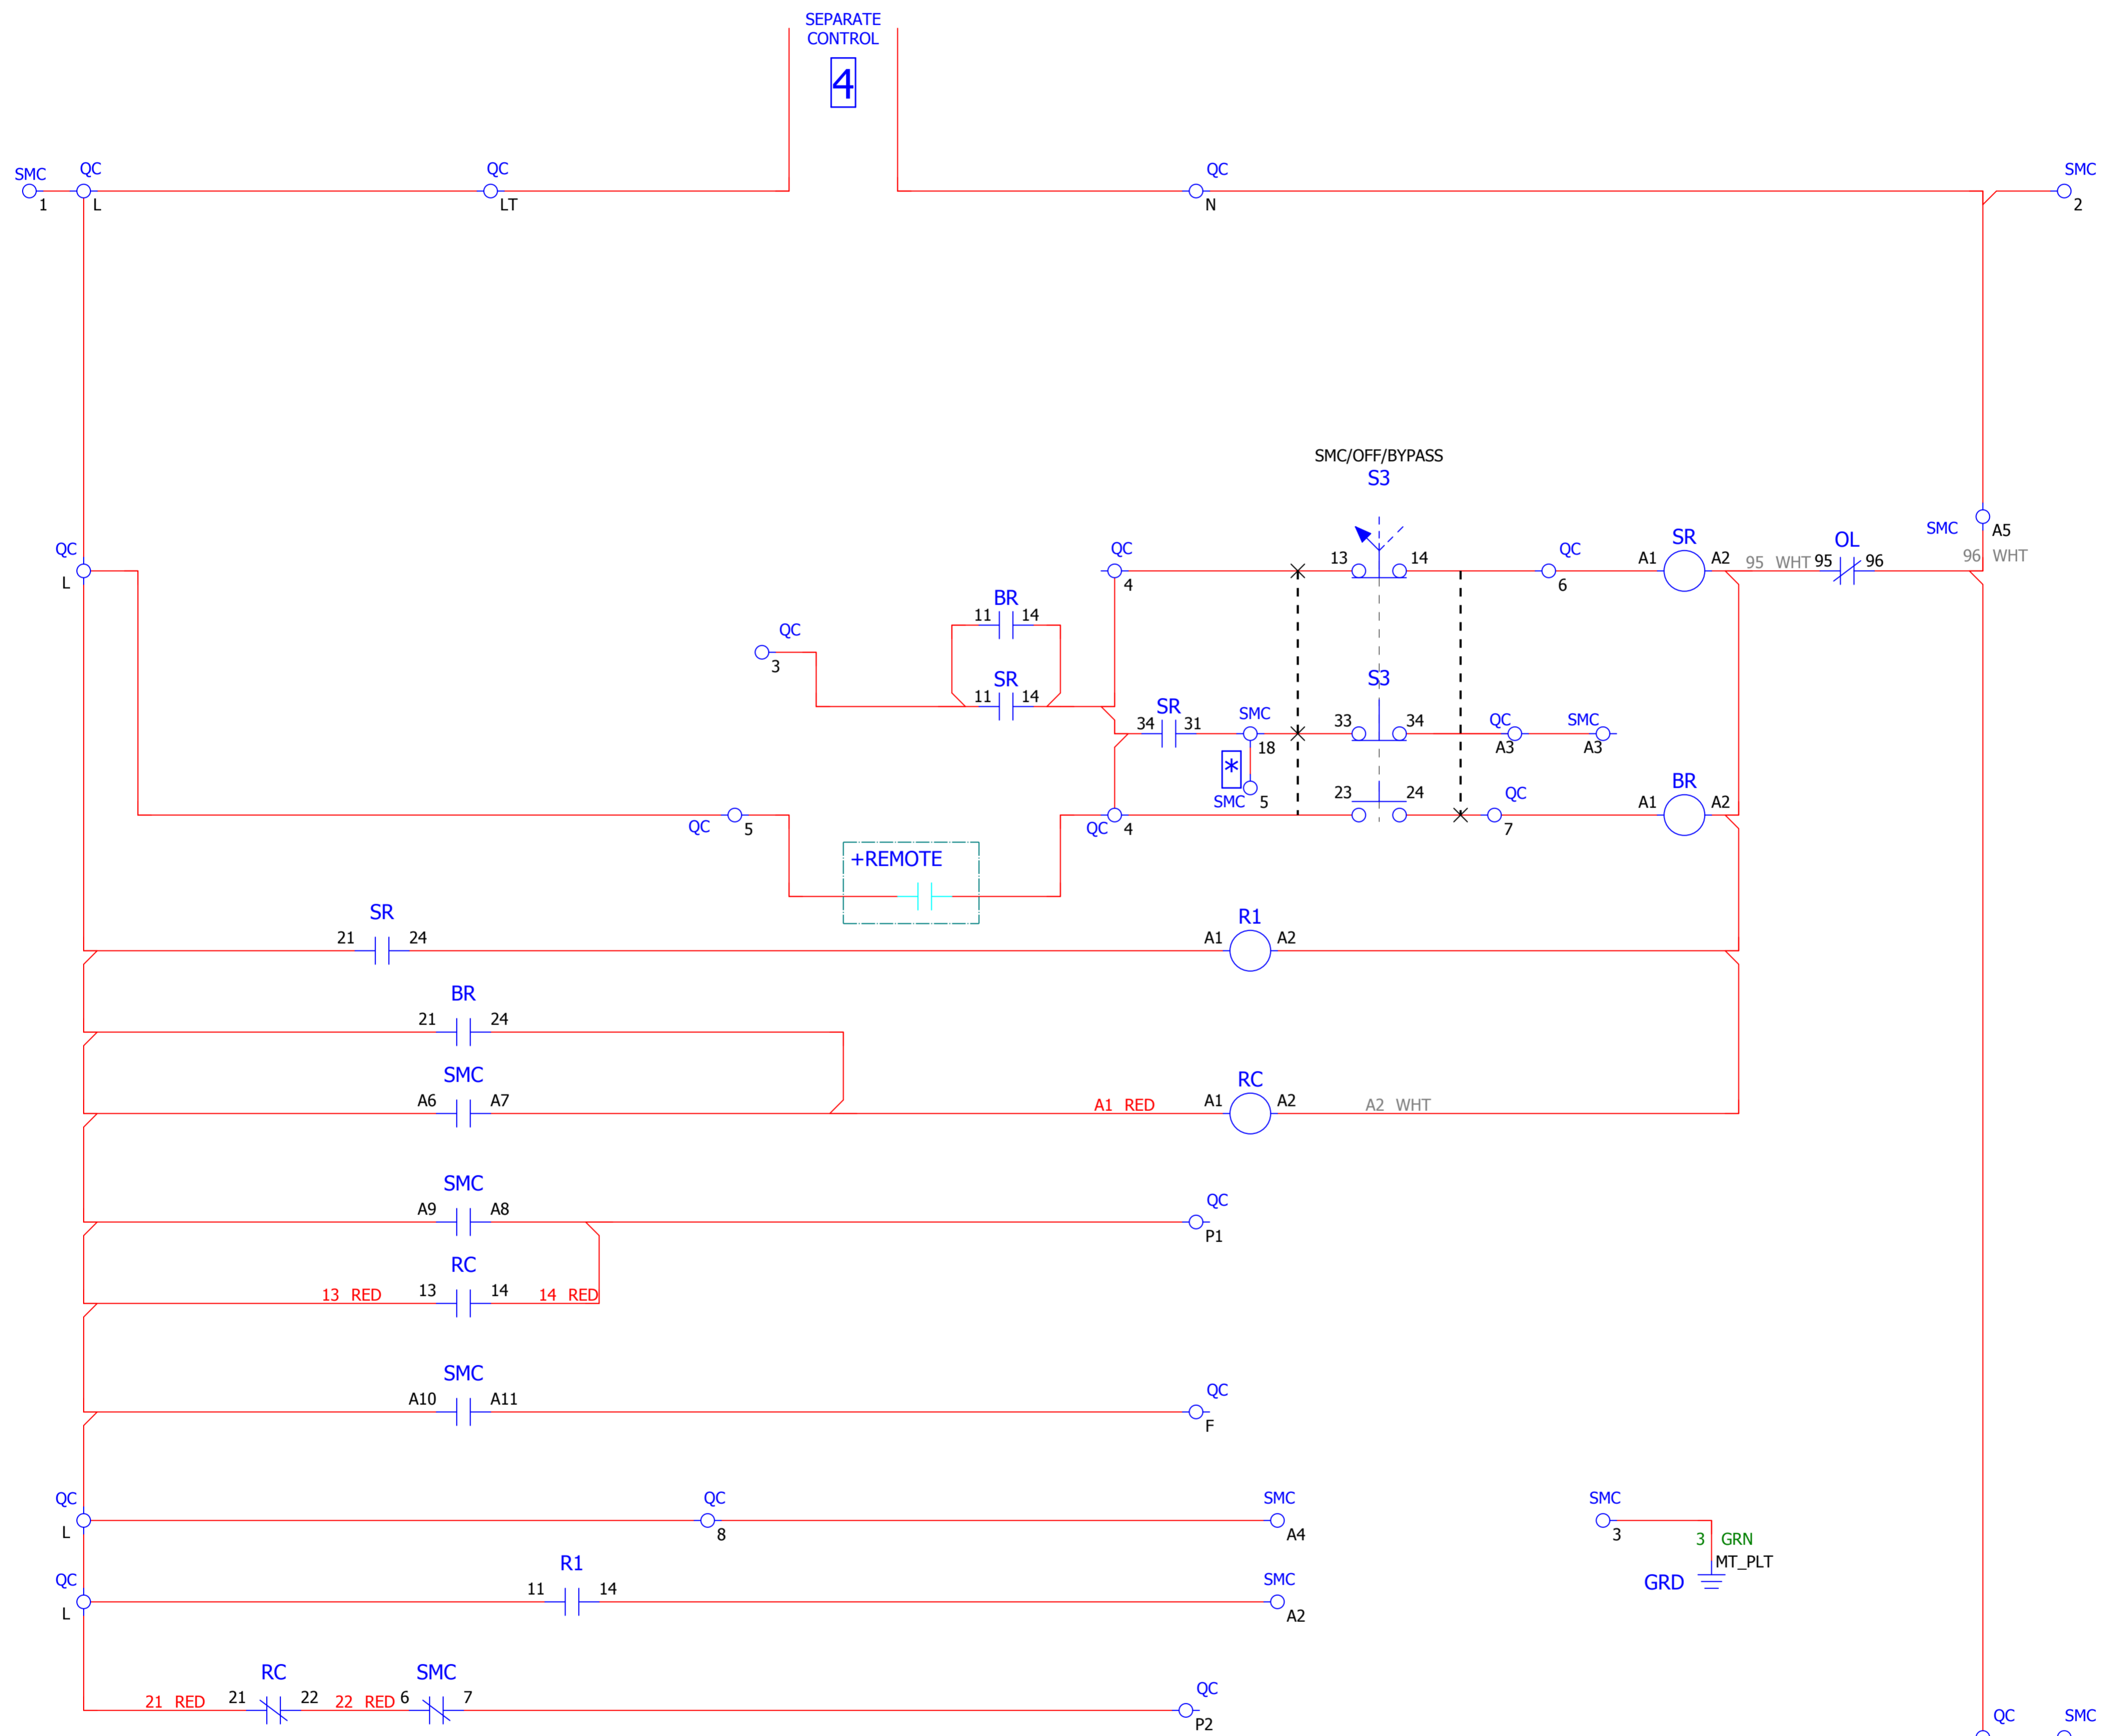 SEPARATE
CONTROL
4
SMC
1
QC
L
QC
LT
QC
N
SMC
2
SMC/OFF/BYPASS
S3
QC
L
QC
4
13
14
QC
6
SR
A1
A2
95 WHT
OL
95
96
SMC
A5
96 WHT
BR
11
14
QC
3
SR
11
14
SR
34
31
SMC
18
S3
33
34
QC
A3
SMC
A3
*
SMC
5
QC
5
QC
4
23
24
QC
7
BR
A1
A2
+REMOTE
SR
21
24
R1
A1
A2
BR
21
24
SMC
A6
A7
A1 RED
RC
A1
A2
A2 WHT
SMC
A9
A8
QC
P1
RC
13 RED
13
14
14 RED
SMC
A10
A11
QC
F
QC
L
QC
8
SMC
A4
SMC
3
3 GRN
MT_PLT
GRD
QC
L
R1
11
14
SMC
A2
RC
21 RED
21
22
22 RED
SMC
6
7
QC
P2
QC
SMC